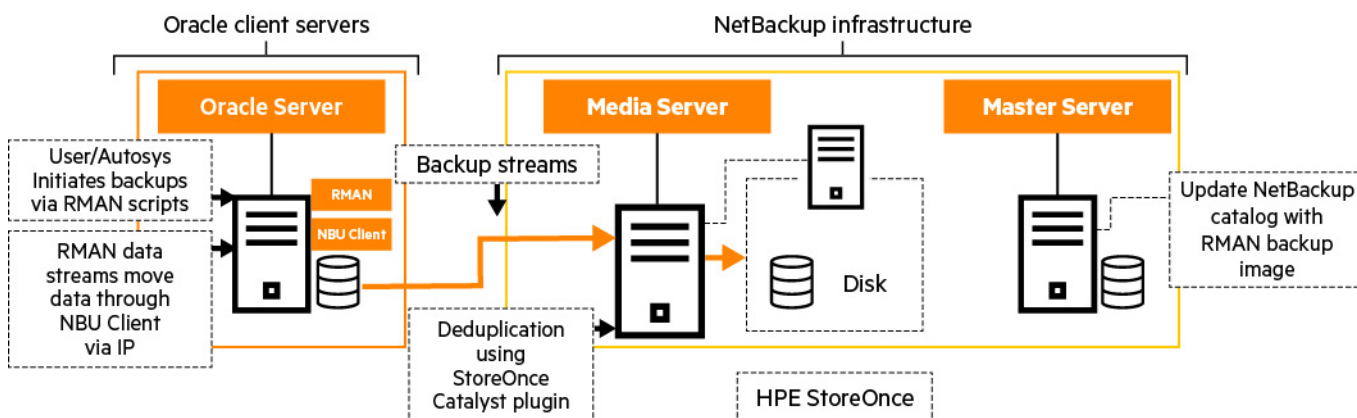 Oracle client servers
NetBackup infrastructure
Oracle Server
Media Server
Master Server
User/Autosys
Initiates backups
via RMAN scripts
RMAN
NBU Client
RMAN data
streams move
data through
NBU Client
via IP
Backup streams
Disk
Update NetBackup
catalog with
RMAN backup
image
Deduplication
using
StoreOnce
Catalyst plugin
HPE StoreOnce